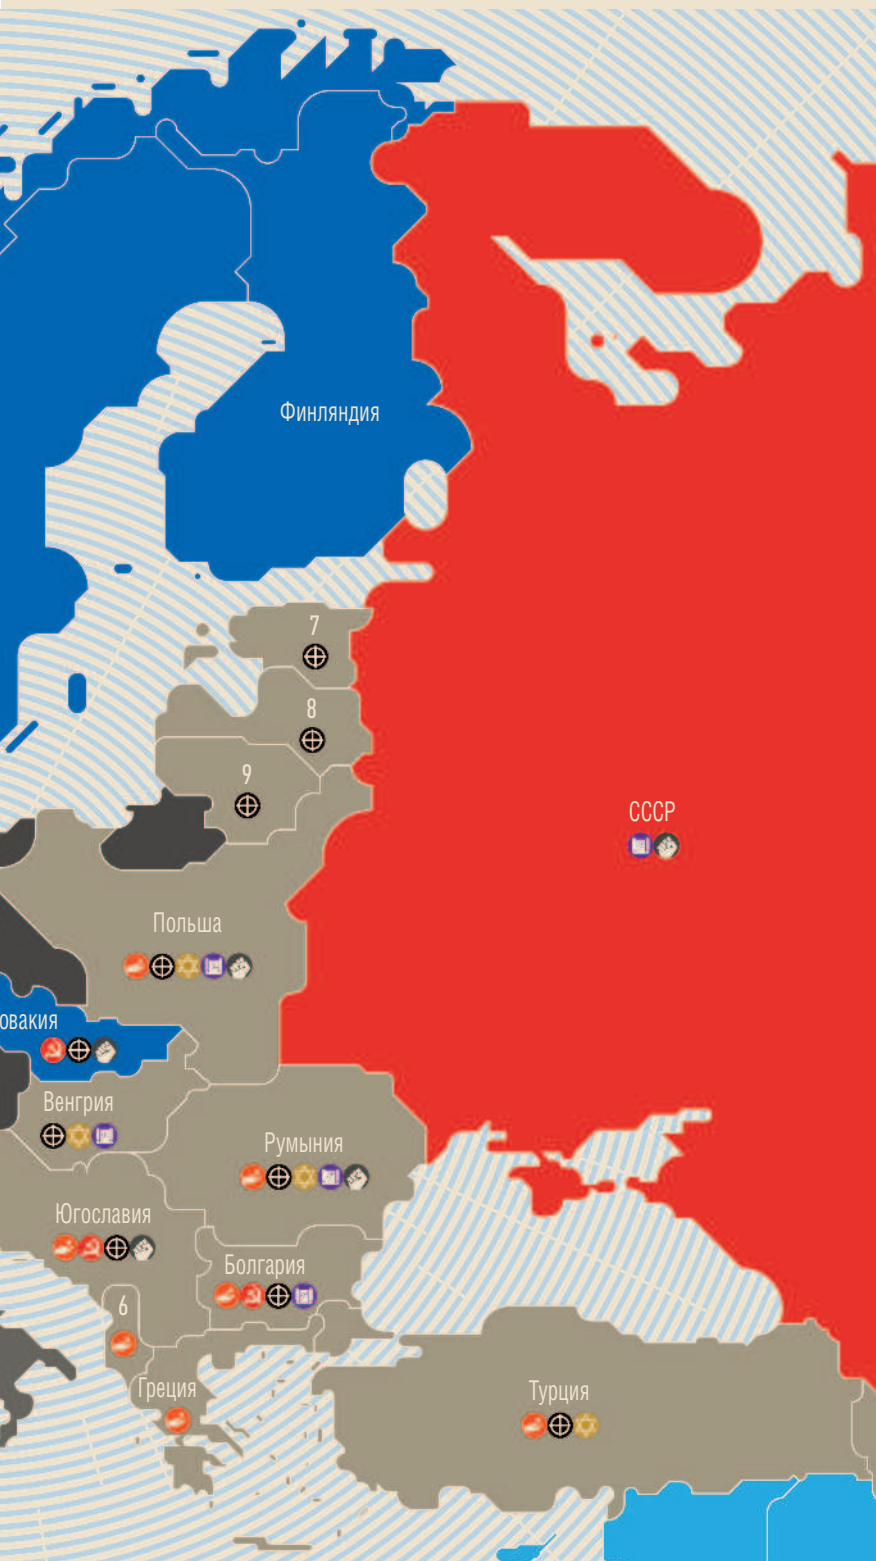 Финляндия
7
8
9
СССР
Польша
овакия
Венгрия
Румыния
Югославия
Болгария
6
Греция
Турция